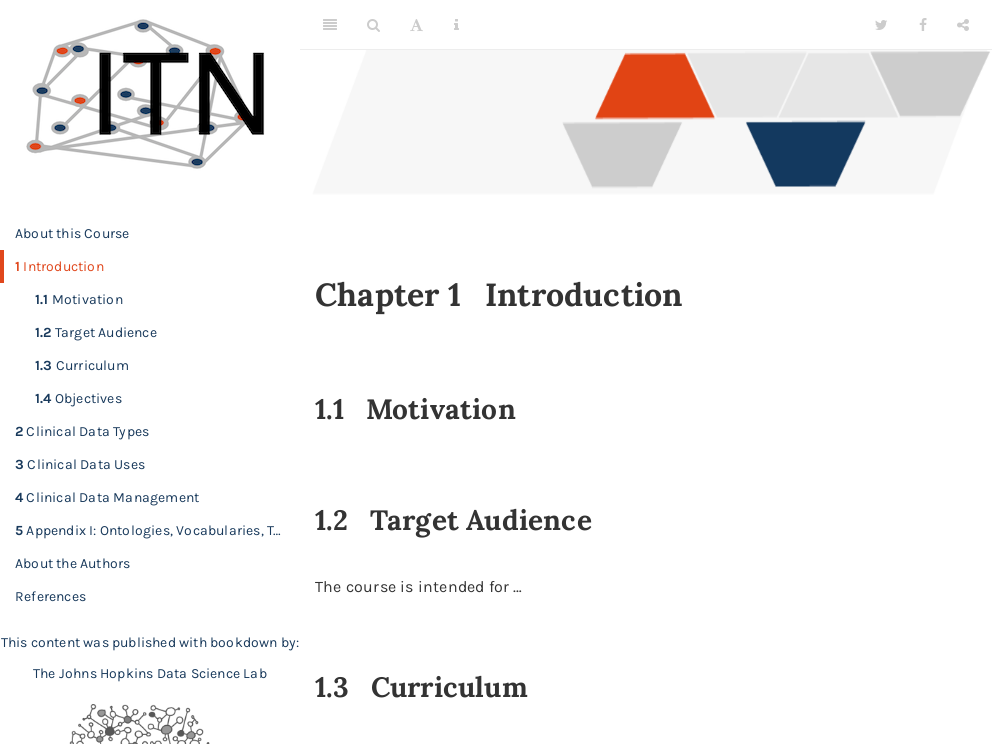 ITN
About this Course
1 Introduction
1.1 Motivation
1.2 Target Audience
1.3 Curriculum
1.4 Objectives
2 Clinical Data Types
3 Clinical Data Uses
4 Clinical Data Management
5 Appendix I: Ontologies, Vocabularies, T...
About the Authors
References
This content was published with bookdown by:
The Johns Hopkins Data Science Lab
A
Chapter 1 Introduction
1.1 Motivation
1.2 Target Audience
The course is intended for ...
1.3 Curriculum